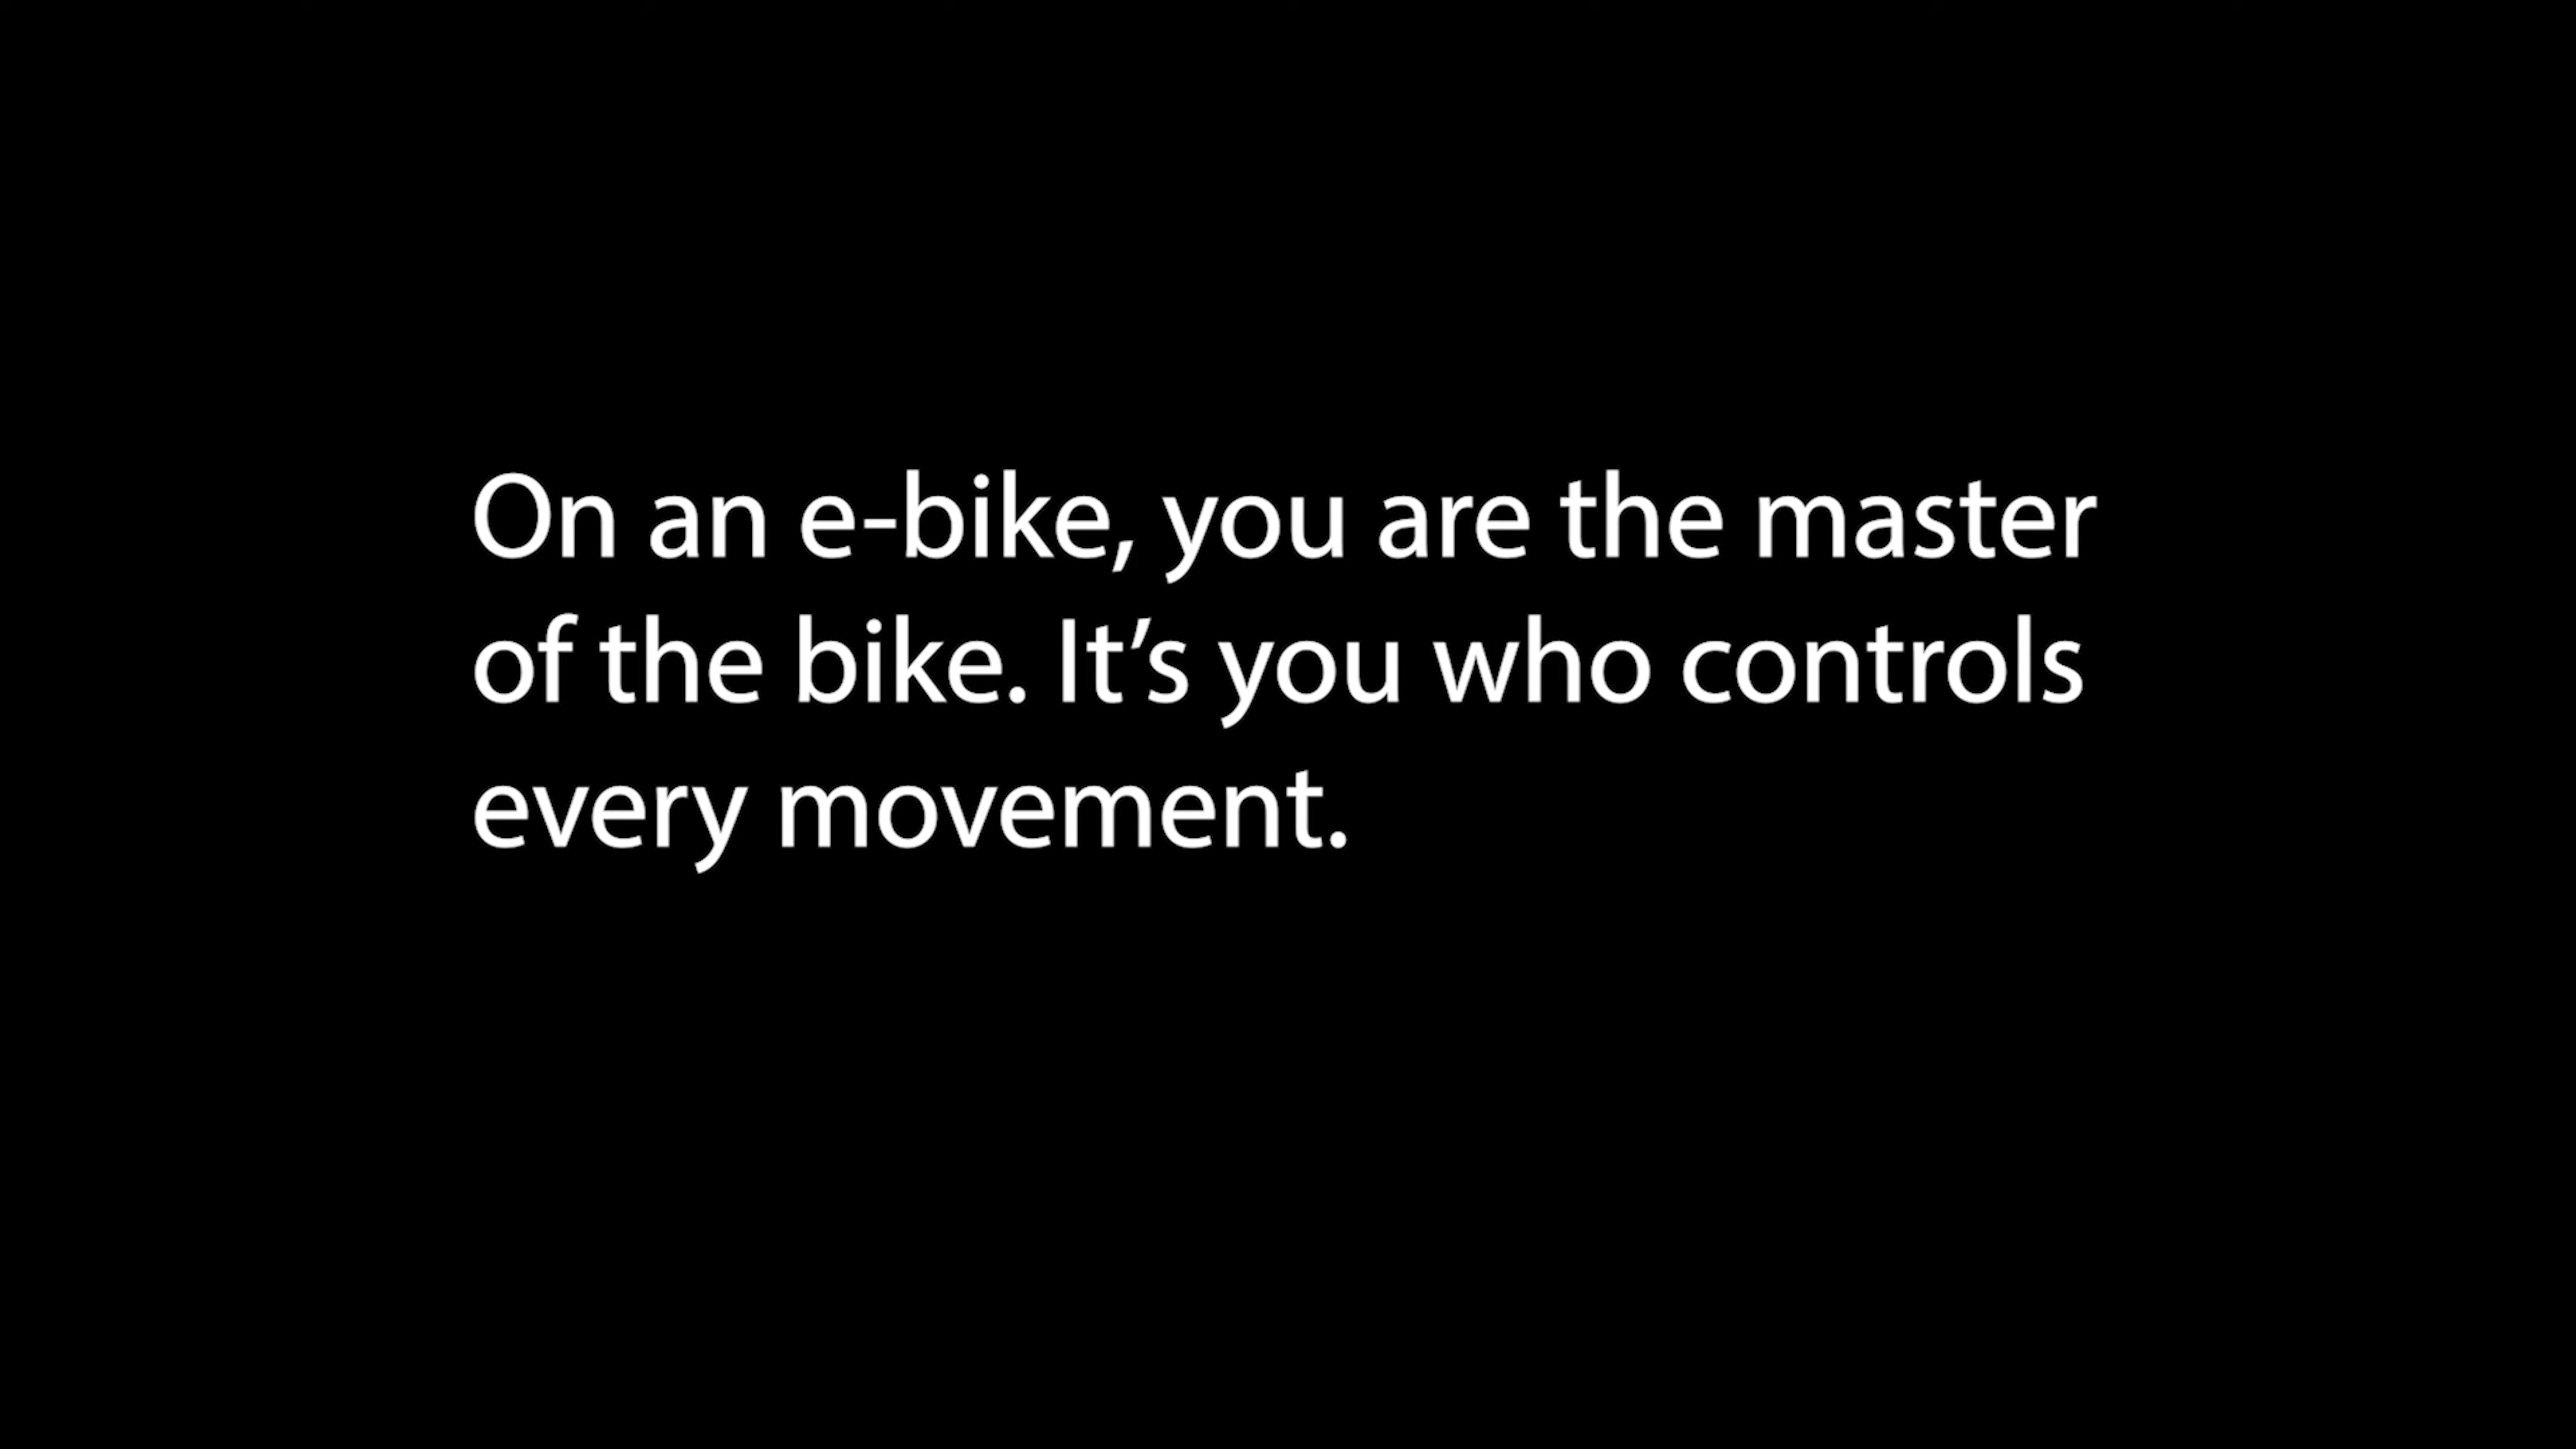 On an e-bike, you are the master
of the bike. It’s you who controls
every movement.